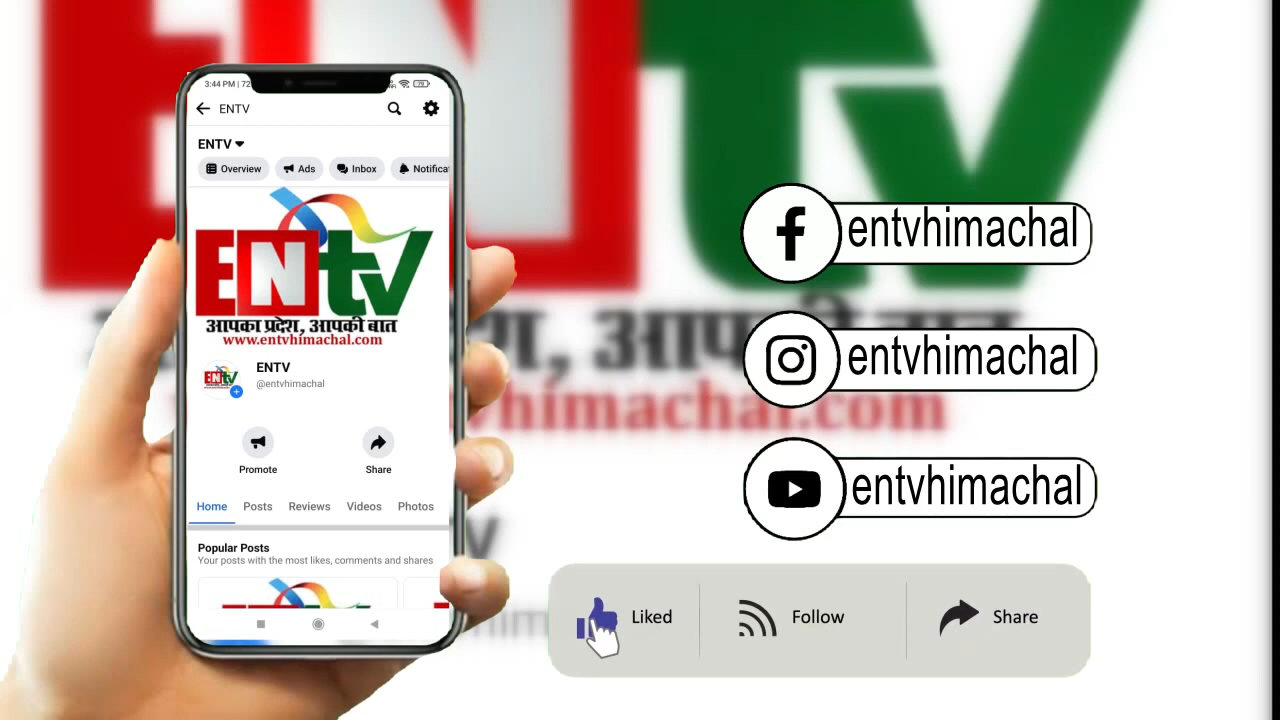 3:44 PM | 72
ENTV
ENTV
Overview
Ads
Inbox
Notifica
ENtv
आपका प्रदेश, आपकी बात
www.entvhimachal.com
ENTV
@entvhimachal
Promote
Share
Home
Posts
Reviews
Videos
Photos
Popular Posts
Your posts with the most likes, comments and shares
entvhimachal
entvhimachal
entvhimachal
Liked
Follow
Share